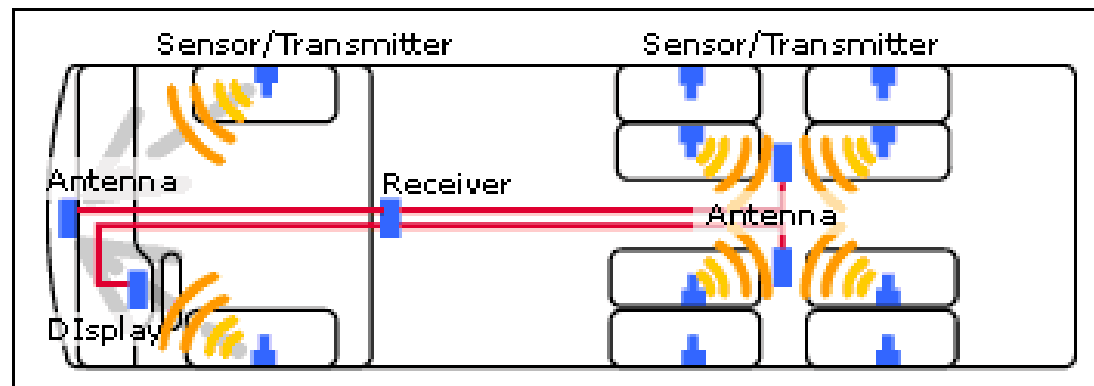 Sensor/Transmitter
Sensor/Transmitter
Antenna
Receiver
Antenna
DIsplay